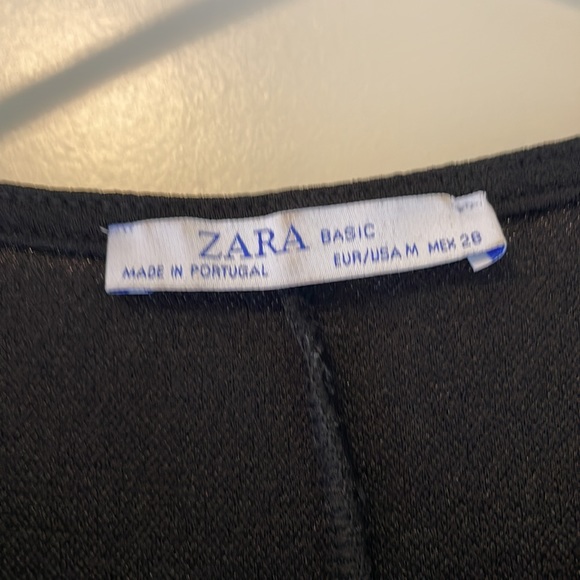 ZARA BASIC
MADE IN PORTUGAL EUR/USA M MEX 28